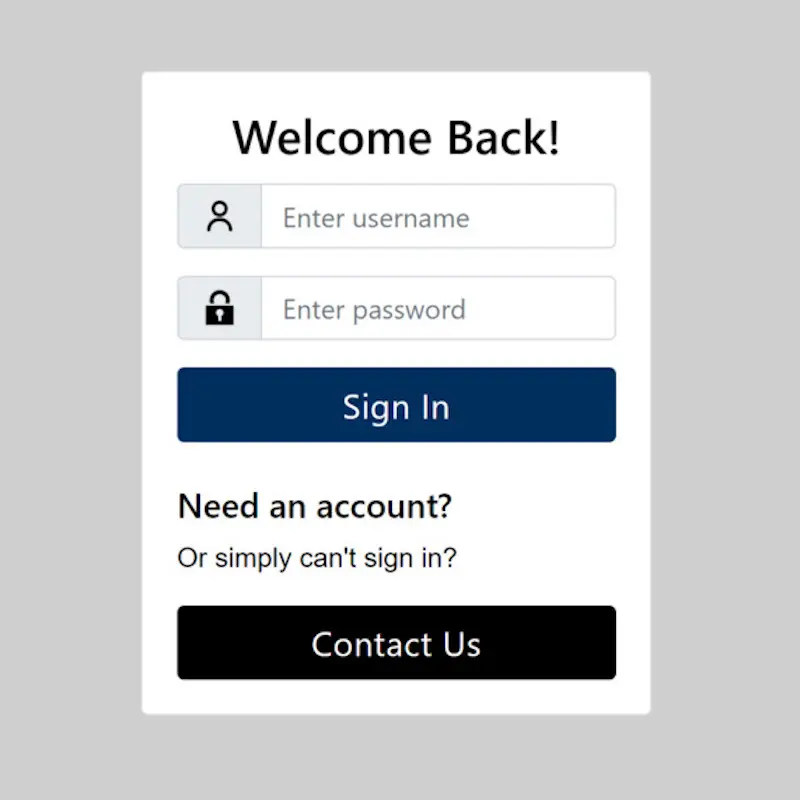 Welcome Back!
Enter username
Enter password
Sign In
Need an account?
Or simply can't sign in?
Contact Us